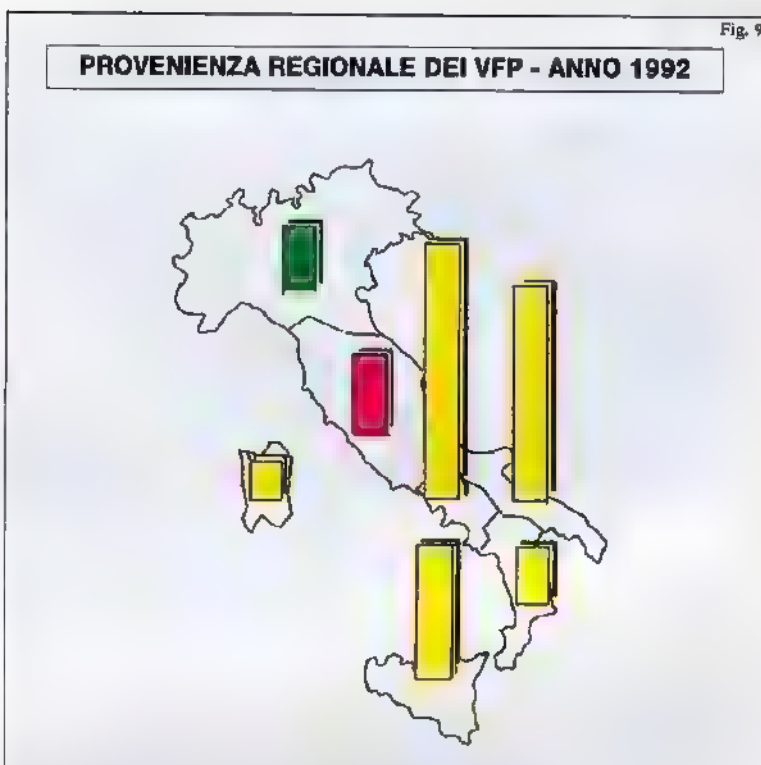 Fig. 9
PROVENIENZA REGIONALE DEI VFP - ANNO 1992